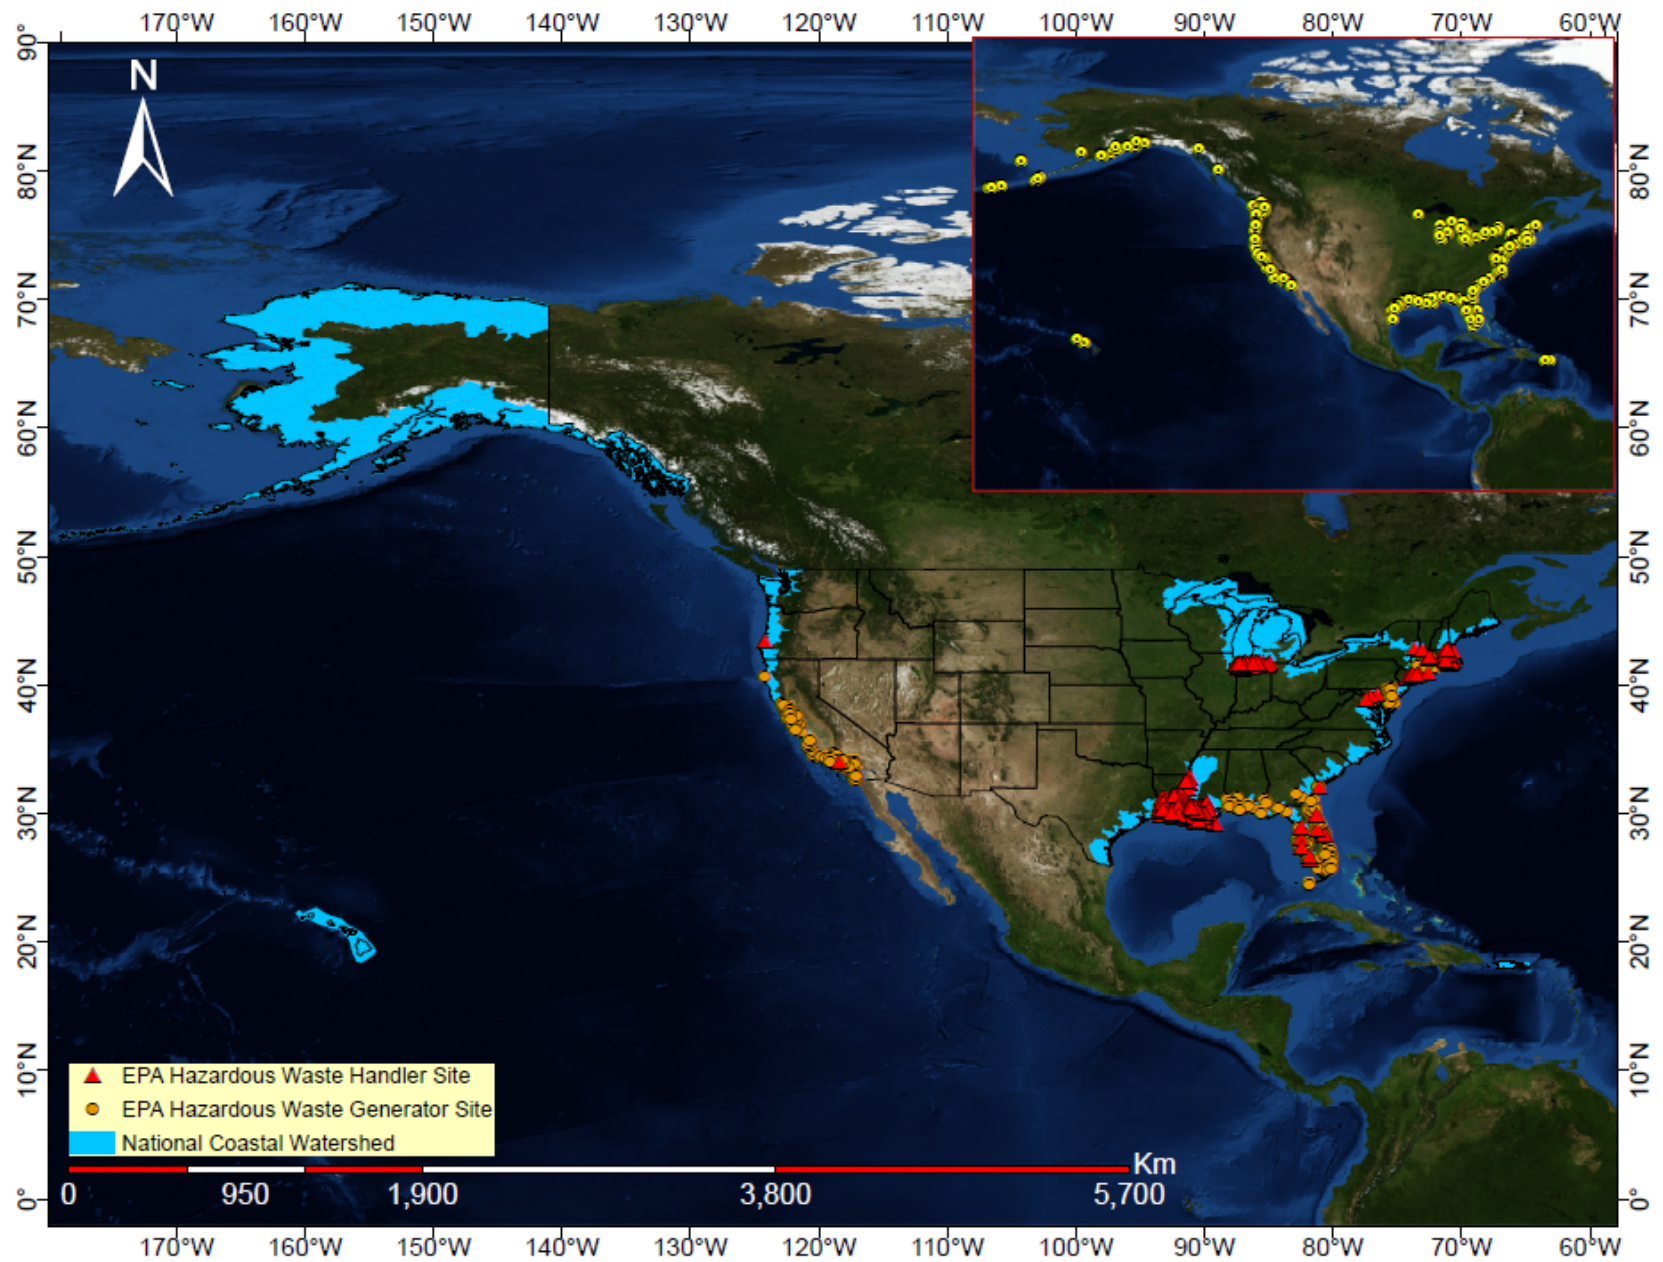 170°W 160°W 150°W 140°W 130°W 120°W 110°W 100°W 90°W 80°W 70°W 60°W
90°
N
80°N 80°N
70°N 70°N
60°N 60°N
50°N 50°N
40°N 40°N
30°N 30°N
20°N 20°N
10°N 10°N
0° 0°
EPA Hazardous Waste Handler Site
EPA Hazardous Waste Generator Site
National Coastal Watershed
Km
0 950 1,900 3,800 5,700
170°W 160°W 150°W 140°W 130°W 120°W 110°W 100°W 90°W 80°W 70°W 60°W